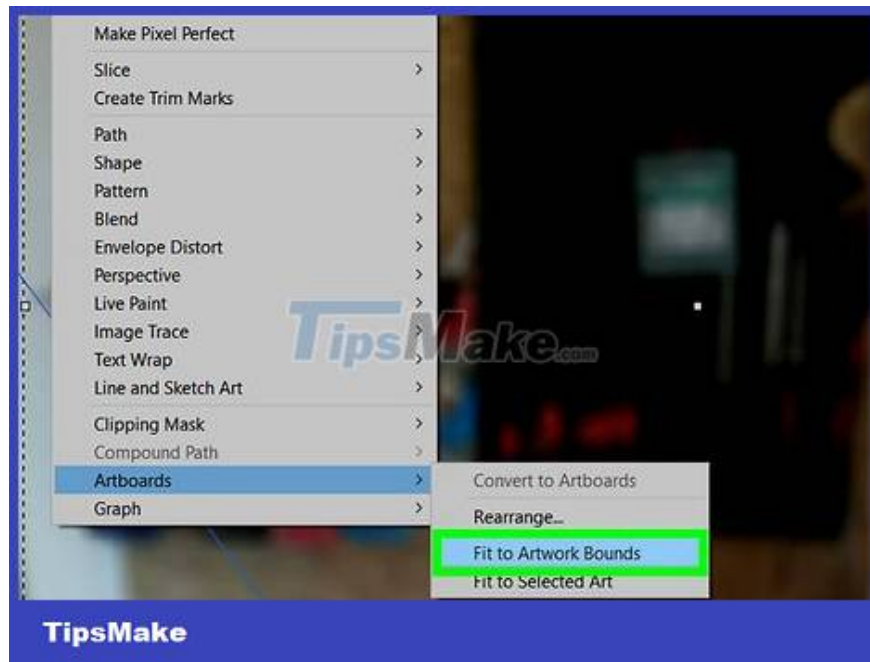 Make Pixel Perfect
Slice
Create Trim Marks
Path
Shape
Pattern
Blend
Envelope Distort
Perspective
Live Paint
Image Trace
Text Wrap
Line and Sketch Art
Clipping Mask
Compound Path
Artboards
Graph
Convert to Artboards
Rearrange...
Fit to Artwork Bounds
Fit to Selected Art
TipsMake.com
TipsMake